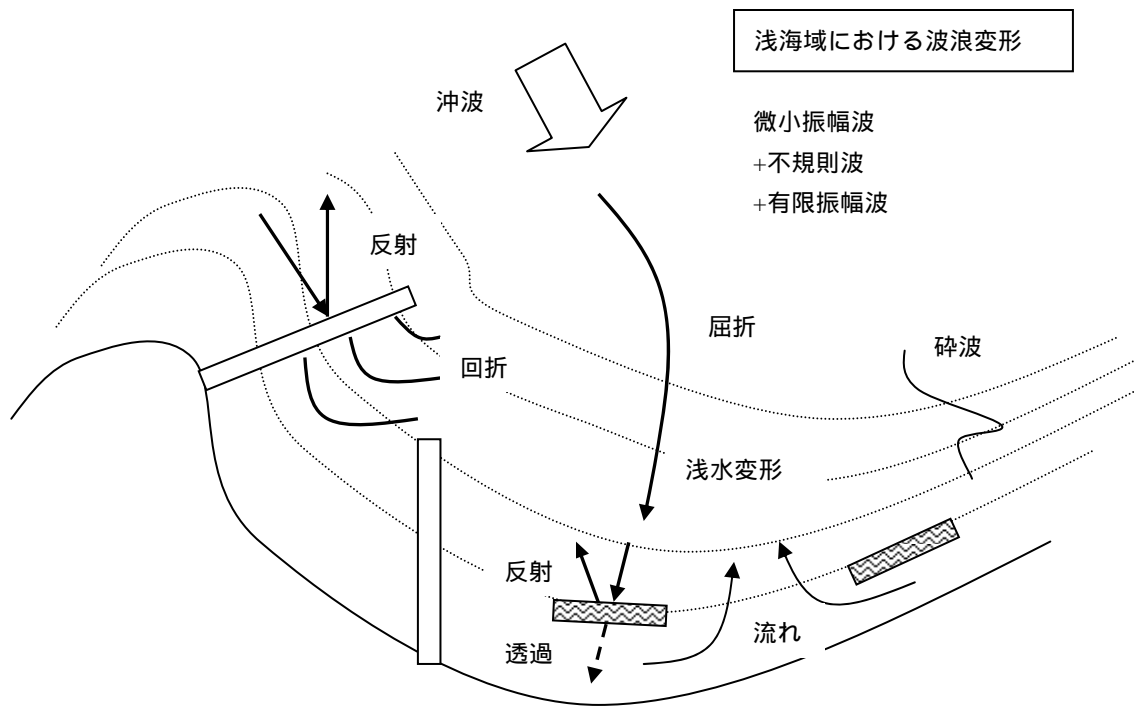 浅海域における波浪変形
沖波
微小振幅波
+不規則波
+有限振幅波
反射
屈折
砕波
回折
浅水変形
反射
流れ
透過